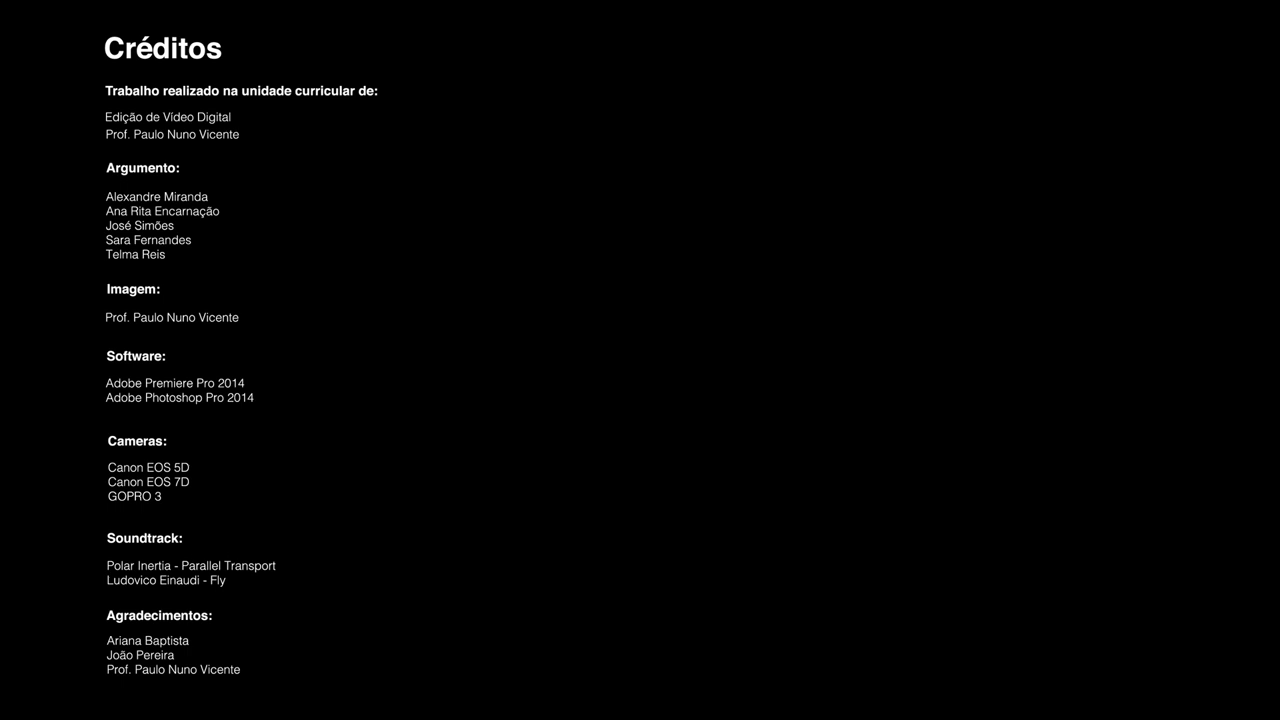 Créditos
Trabalho realizado na unidade curricular de:
Edição de Vídeo Digital
Prof. Paulo Nuno Vicente
Argumento:
Alexandre Miranda
Ana Rita Encarnação
José Simões
Sara Fernandes
Telma Reis
Imagem:
Prof. Paulo Nuno Vicente
Software:
Adobe Premiere Pro 2014
Adobe Photoshop Pro 2014
Cameras:
Canon EOS 5D
Canon EOS 7D
GOPRO 3
Soundtrack:
Polar Inertia - Parallel Transport
Ludovico Einaudi - Fly
Agradecimentos:
Ariana Baptista
João Pereira
Prof. Paulo Nuno Vicente